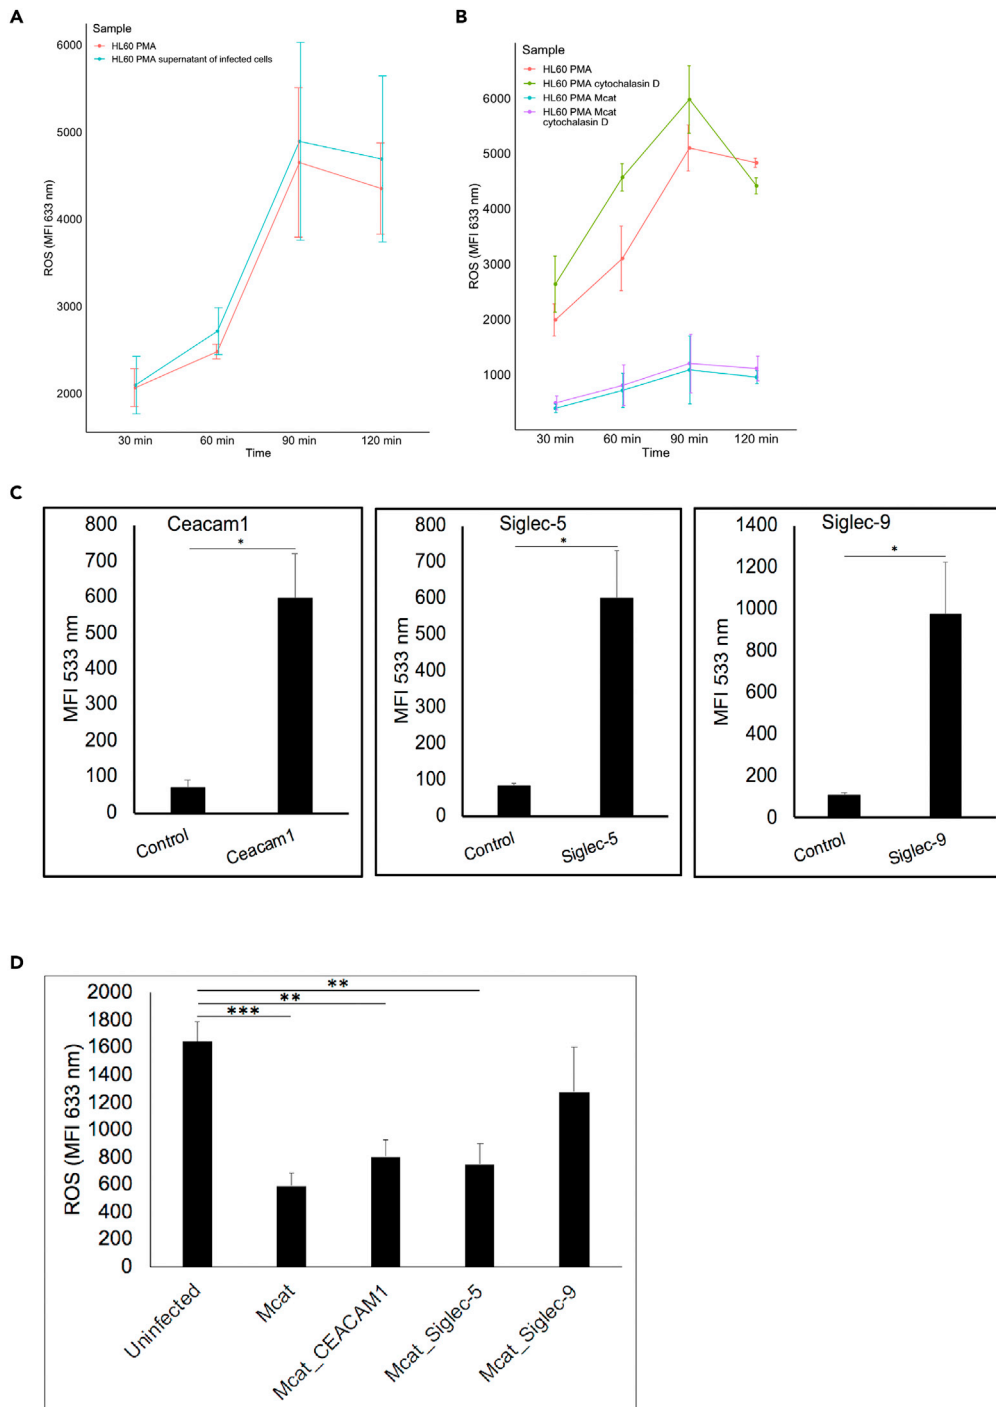 A
Sample
HL60 PMA
HL60 PMA supernatant of infected cells
6000
5000
4000
3000
2000
ROS (MFI 633 nm)
30 min
60 min
90 min
120 min
Time
B
Sample
HL60 PMA
HL60 PMA cytochalasin D
HL60 PMA Mcat
HL60 PMA Mcat
cytochalasin D
6000
5000
4000
3000
2000
1000
ROS (MFI 633 nm)
30 min
60 min
90 min
120 min
Time
C
Ceacam1
*
800
700
600
500
400
300
200
100
0
MFI 533 nm
Control
Ceacam1
Siglec-5
*
800
700
600
500
400
300
200
100
0
MFI 533 nm
Control
Siglec-5
Siglec-9
*
1400
1200
1000
800
600
400
200
0
MFI 533 nm
Control
Siglec-9
D
**
**
***
2000
1800
1600
1400
1200
1000
800
600
400
200
0
ROS (MFI 633 nm)
Uninfected
Mcat
Mcat_CEACAM1
Mcat_Siglec-5
Mcat_Siglec-9